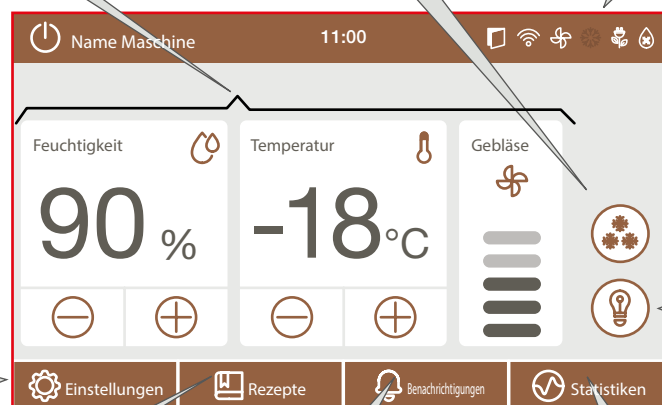 Name Maschine 11:00
Feuchtigkeit Temperatur Gebläse
90 % -18°C
Einstellungen Rezepte Benachrichtigungen Statistiken